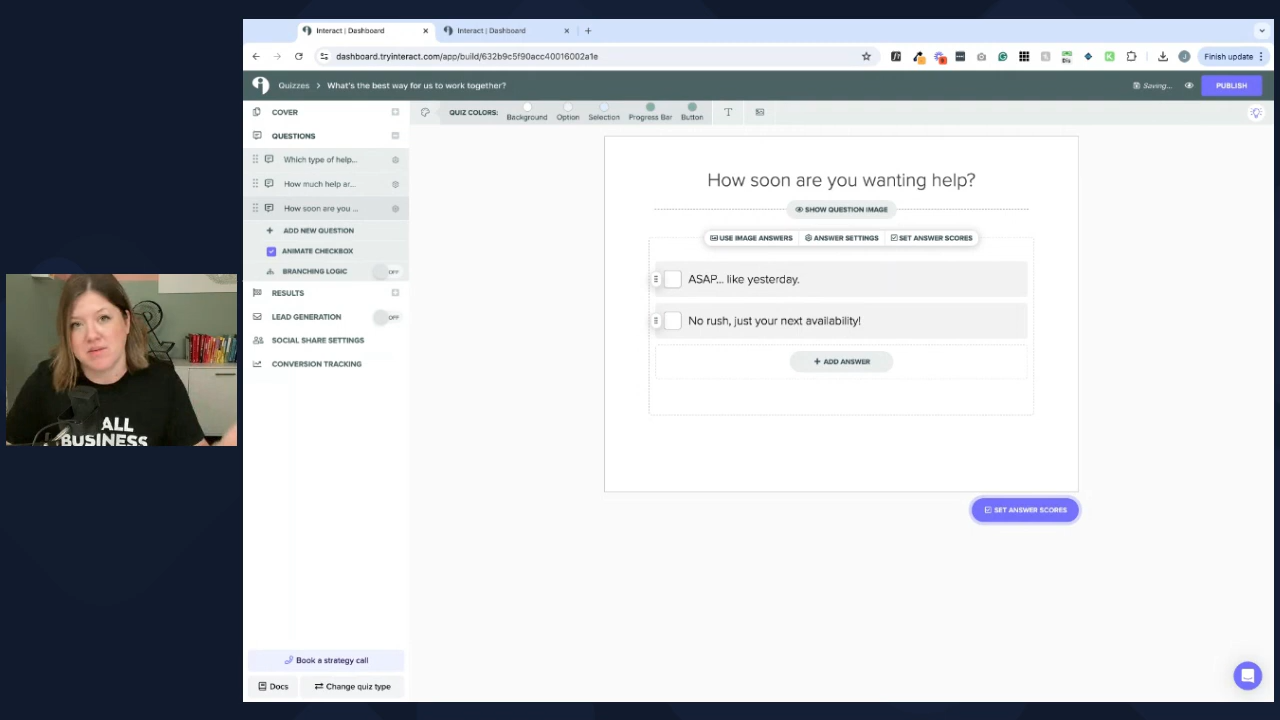 Interact | Dashboard
Interact | Dashboard
dashboard.tryinteract.com/app/build/632b9c5f90acc40016002a1e
Finish update
Quizzes > What's the best way for us to work together?
Saving...
PUBLISH
COVER
QUESTIONS
Which type of help...
How much help ar...
How soon are you ...
ADD NEW QUESTION
ANIMATE CHECKBOX
BRANCHING LOGIC
OFF
RESULTS
LEAD GENERATION
OFF
SOCIAL SHARE SETTINGS
CONVERSION TRACKING
Book a strategy call
Docs
Change quiz type
QUIZ COLORS:
Background
Option
Selection
Progress Bar
Button
How soon are you wanting help?
SHOW QUESTION IMAGE
USE IMAGE ANSWERS
ANSWER SETTINGS
SET ANSWER SCORES
ASAP... like yesterday.
No rush, just your next availability!
+ ADD ANSWER
SET ANSWER SCORES
ALL
BUSINESS